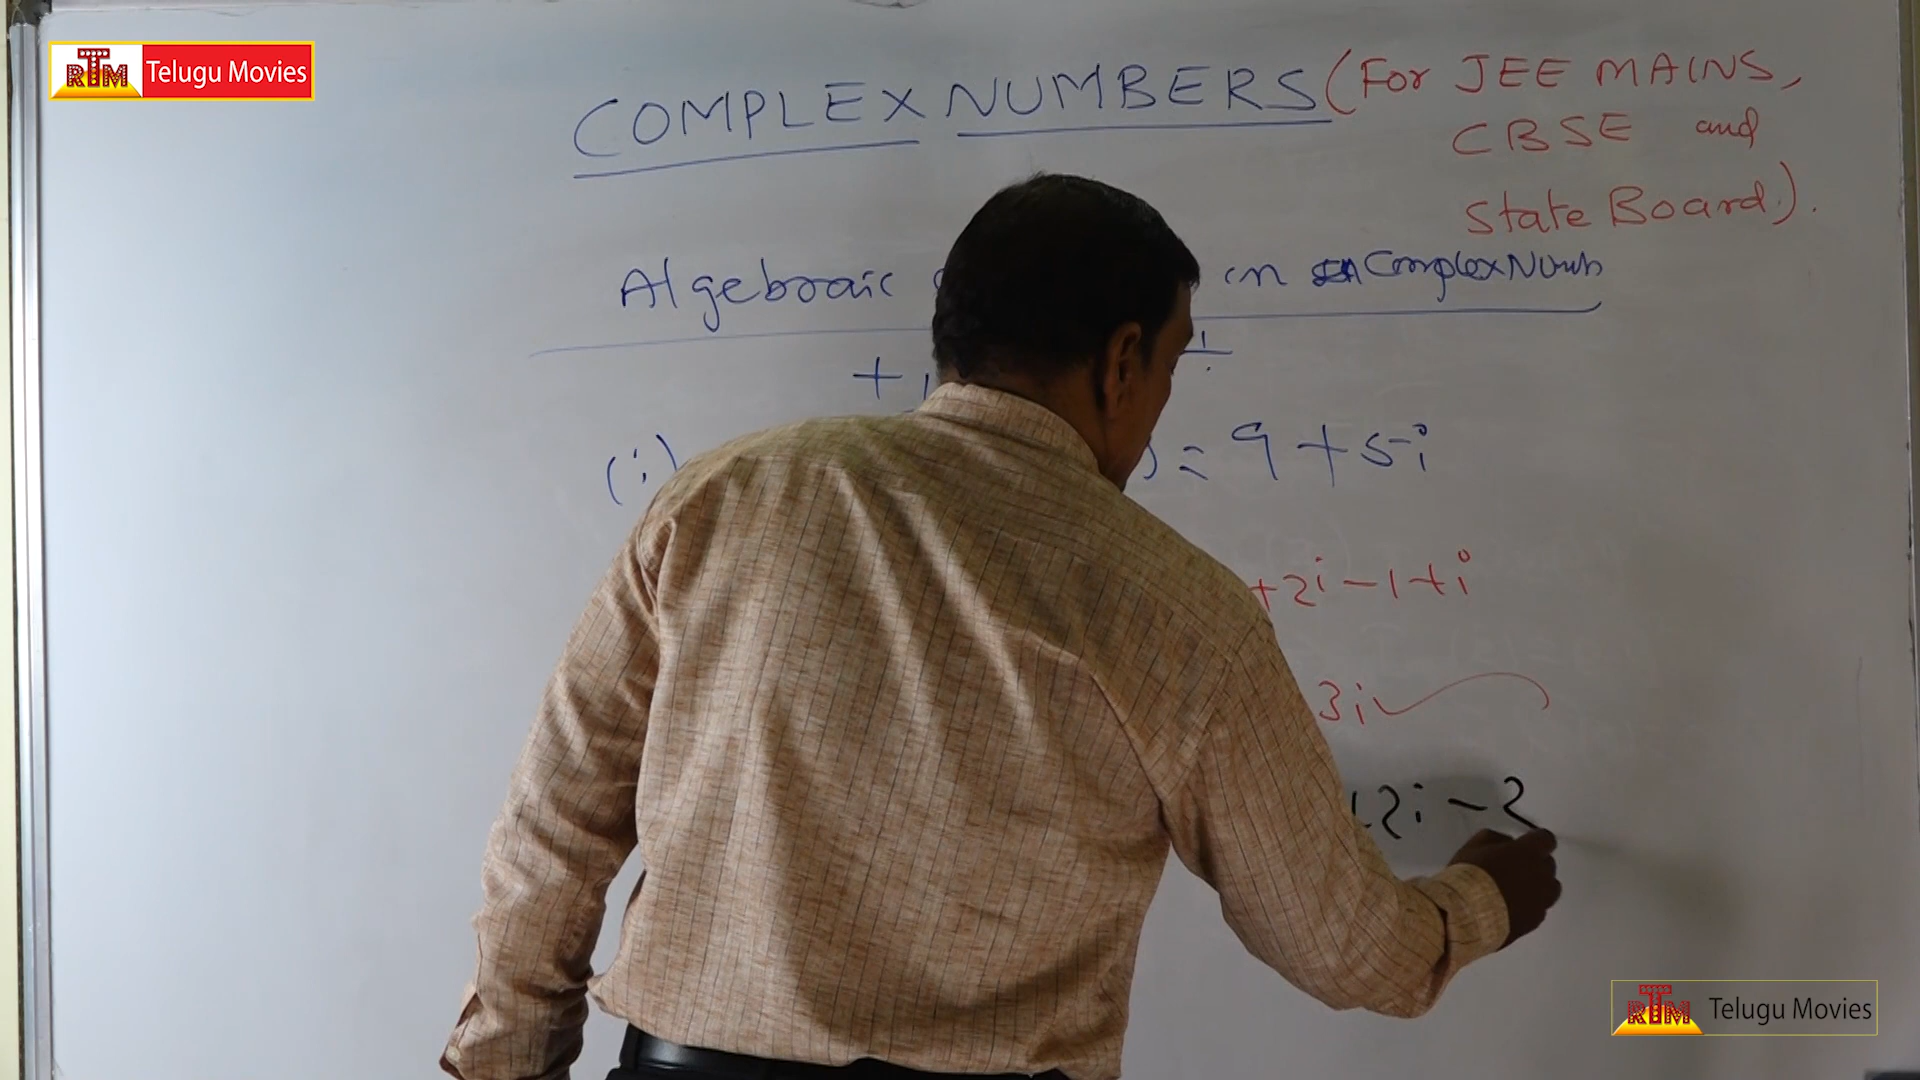 RTM Telugu Movies
COMPLEX NUMBERS (For JEE MAINS,
CBSE and
State Board.).
Algebraic in Complex Numb
+
(i) ) = 9 + 5i
+2i-1+i
3i
2i-2
RTM Telugu Movies